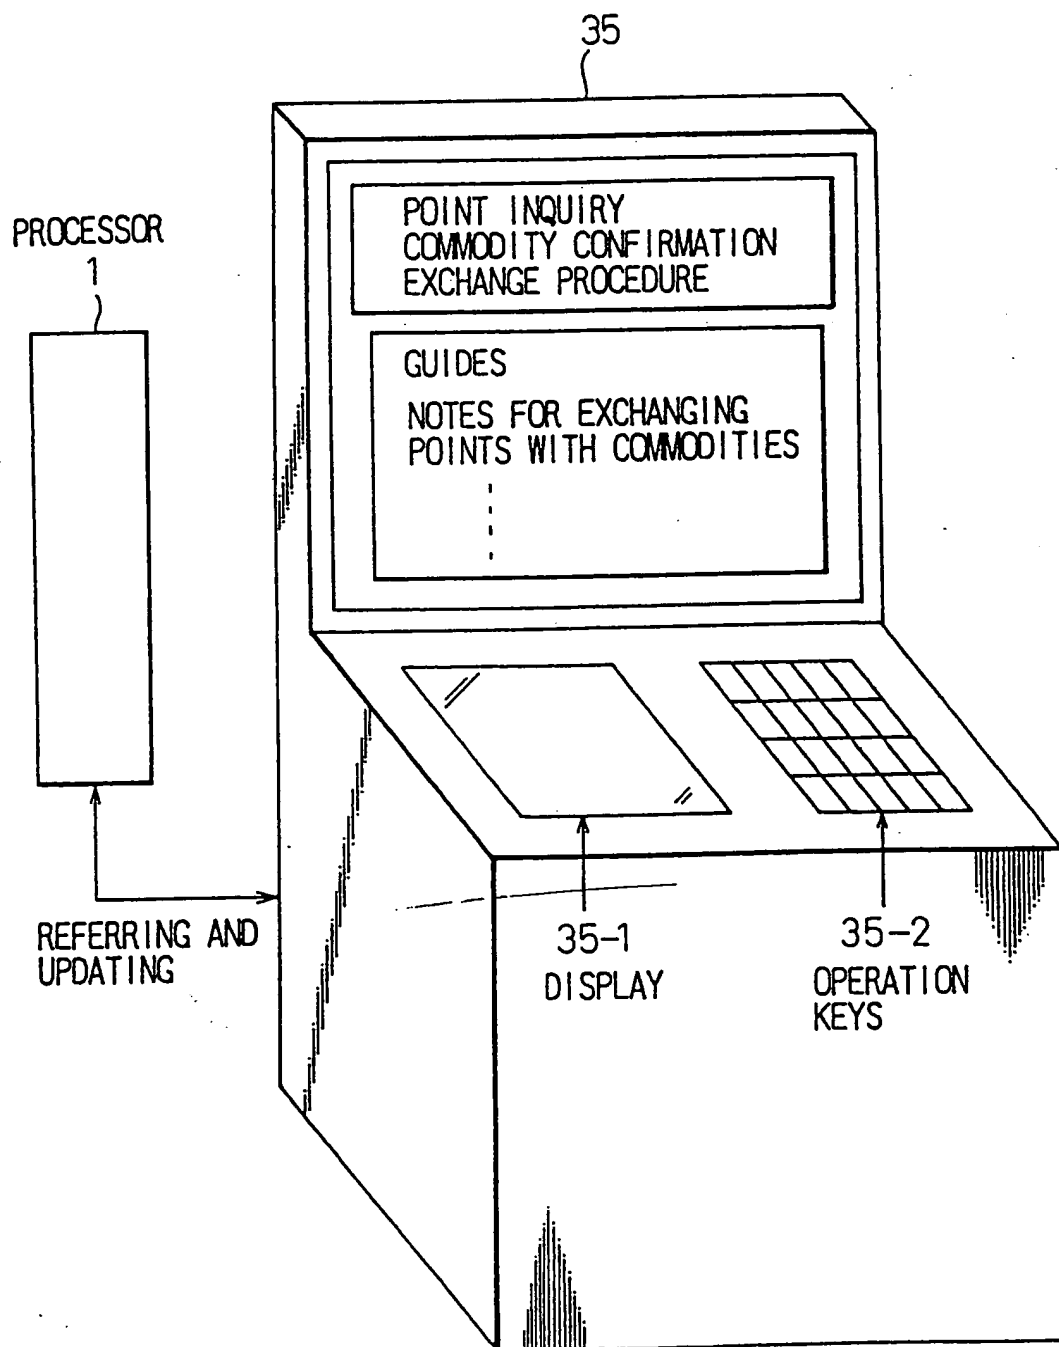 35
PROCESSOR
1
POINT INQUIRY
COMMODITY CONFIRMATION
EXCHANGE PROCEDURE
GUIDES
NOTES FOR EXCHANGING
POINTS WITH COMMODITIES
REFERRING AND
UPDATING
35-1
DISPLAY
35-2
OPERATION
KEYS